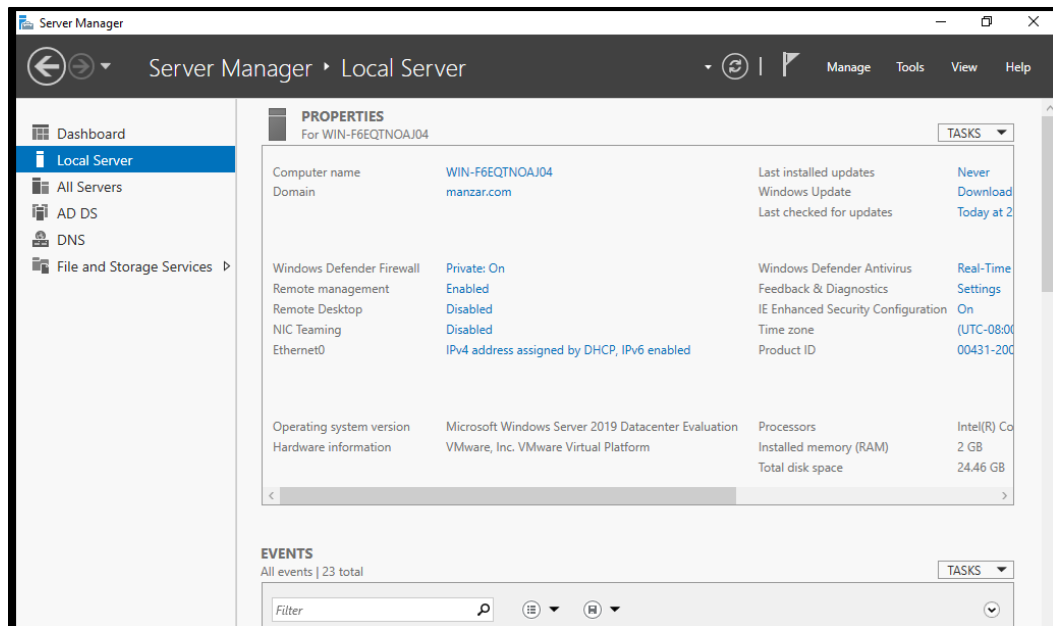 Server Manager
Server Manager ‣ Local Server
Manage Tools View Help
Dashboard
Local Server
All Servers
AD DS
DNS
File and Storage Services
PROPERTIES
For WIN-F6EQTNOAJ04
TASKS
Computer name WIN-F6EQTNOAJ04
Domain manzar.com
Last installed updates Never
Windows Update Download
Last checked for updates Today at 2
Windows Defender Firewall Private: On
Remote management Enabled
Remote Desktop Disabled
NIC Teaming Disabled
Ethernet0 IPv4 address assigned by DHCP, IPv6 enabled
Windows Defender Antivirus Real-Time
Feedback & Diagnostics Settings
IE Enhanced Security Configuration On
Time zone (UTC-08:00
Product ID 00431-200
Operating system version Microsoft Windows Server 2019 Datacenter Evaluation
Hardware information VMware, Inc. VMware Virtual Platform
Processors Intel(R) Co
Installed memory (RAM) 2 GB
Total disk space 24.46 GB
EVENTS
All events | 23 total
TASKS
Filter